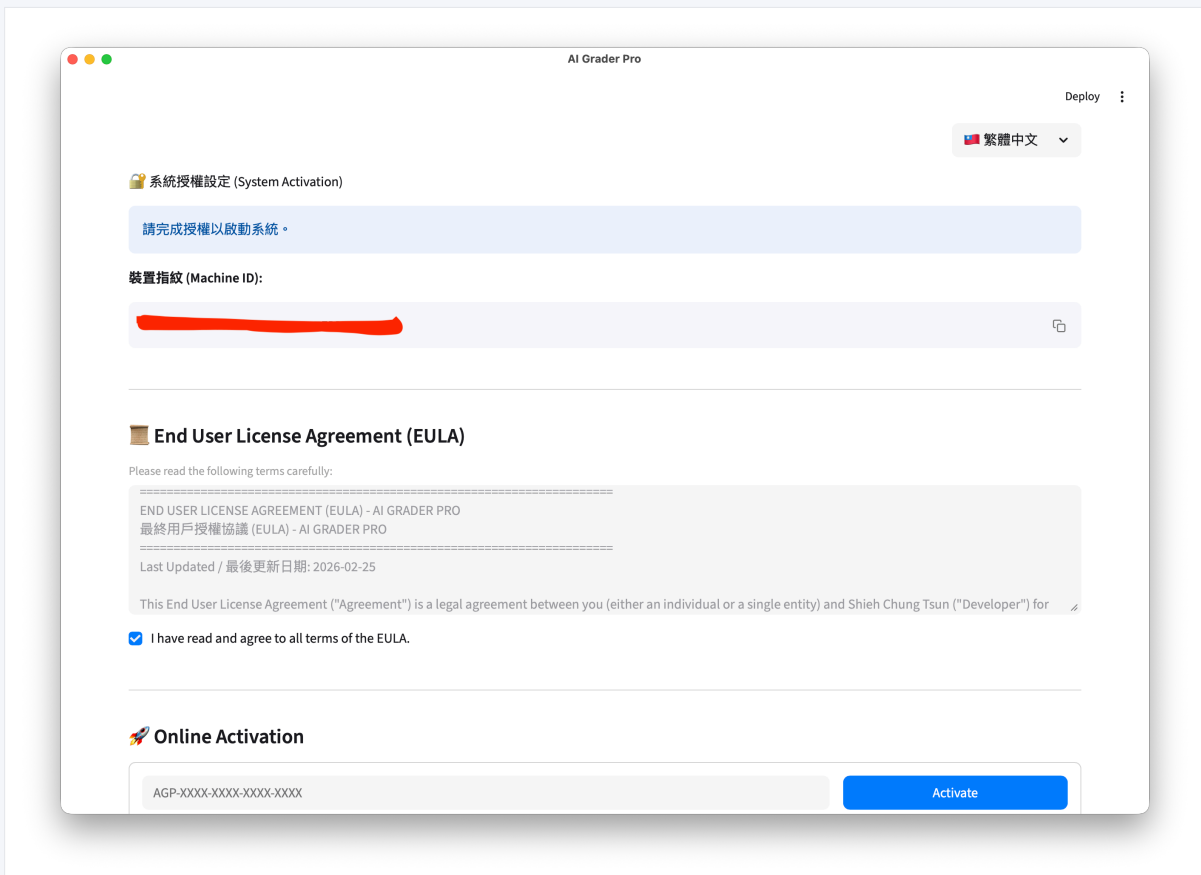 AI Grader Pro
Deploy
🇹🇼 繁體中文
🔐 系統授權設定 (System Activation)
請完成授權以啟動系統。
裝置指紋 (Machine ID):
📜 End User License Agreement (EULA)
Please read the following terms carefully:
======================================================================
END USER LICENSE AGREEMENT (EULA) - AI GRADER PRO
最終用戶授權協議 (EULA) - AI GRADER PRO
======================================================================
Last Updated / 最後更新日期: 2026-02-25
This End User License Agreement ("Agreement") is a legal agreement between you (either an individual or a single entity) and Shieh Chung Tsun ("Developer") for
I have read and agree to all terms of the EULA.
🚀 Online Activation
AGP-XXXX-XXXX-XXXX-XXXX
Activate